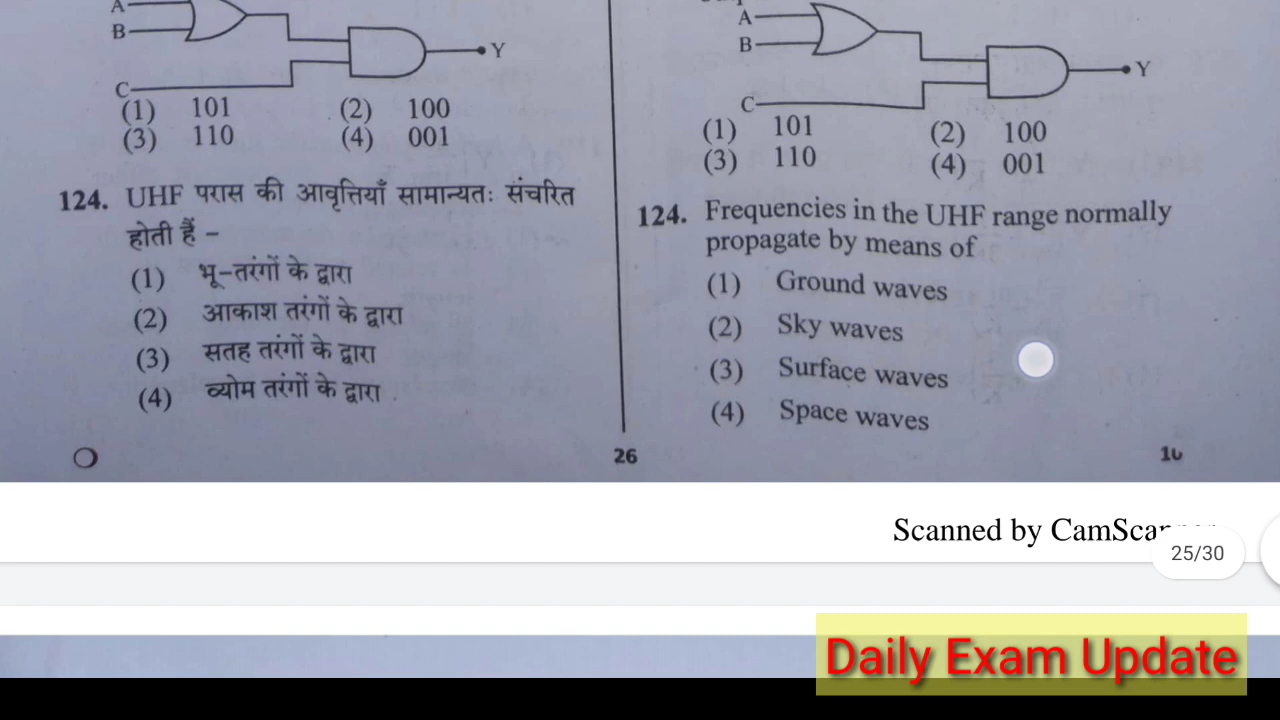 A
B
Y
C
(1) 101 (2) 100
(3) 110 (4) 001
124. UHF परास की आवृत्तियाँ सामान्यतः संचरित
होती हैं –
(1) भू-तरंगों के द्वारा
(2) आकाश तरंगों के द्वारा
(3) सतह तरंगों के द्वारा
(4) व्योम तरंगों के द्वारा
A
B
Y
C
(1) 101 (2) 100
(3) 110 (4) 001
124. Frequencies in the UHF range normally
propagate by means of
(1) Ground waves
(2) Sky waves
(3) Surface waves
(4) Space waves
26
Scanned by
25/30
Daily Exam Update